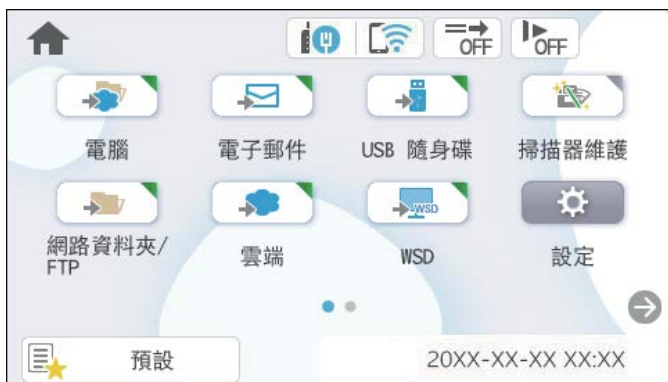 OFF
OFF
電腦
電子郵件
USB 隨身碟
掃描器維護
WSD
網路資料夾/
FTP
雲端
WSD
設定
預設
20XX-XX-XX XX:XX